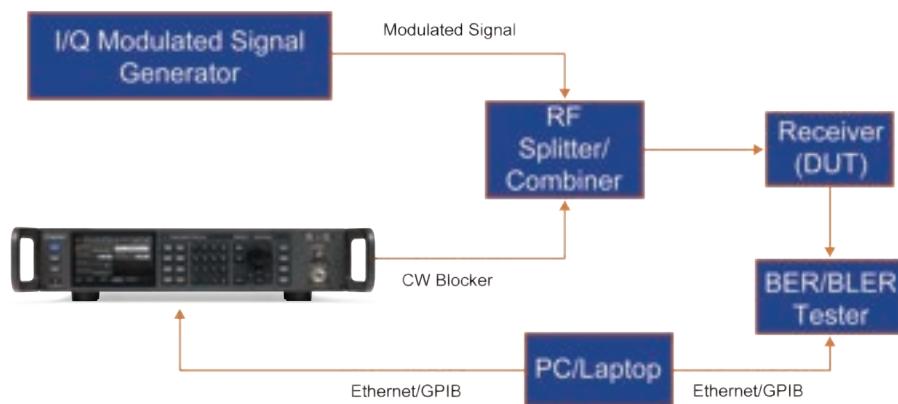 I/Q Modulated Signal
Generator
Modulated Signal
RF
Splitter/
Combiner
Receiver
(DUT)
CW Blocker
BER/BLER
Tester
PC/Laptop
Ethernet/GPIB
Ethernet/GPIB